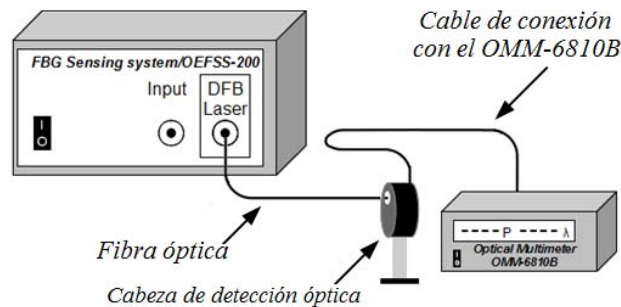 Cable de conexión
con el OMM-6810B
FBG Sensing system/OEFSS-200
Input
DFB
Laser
I
O
Fibra óptica
Cabeza de detección óptica
----P ----λ
Optical Multimeter
OMM-6810B
I
O